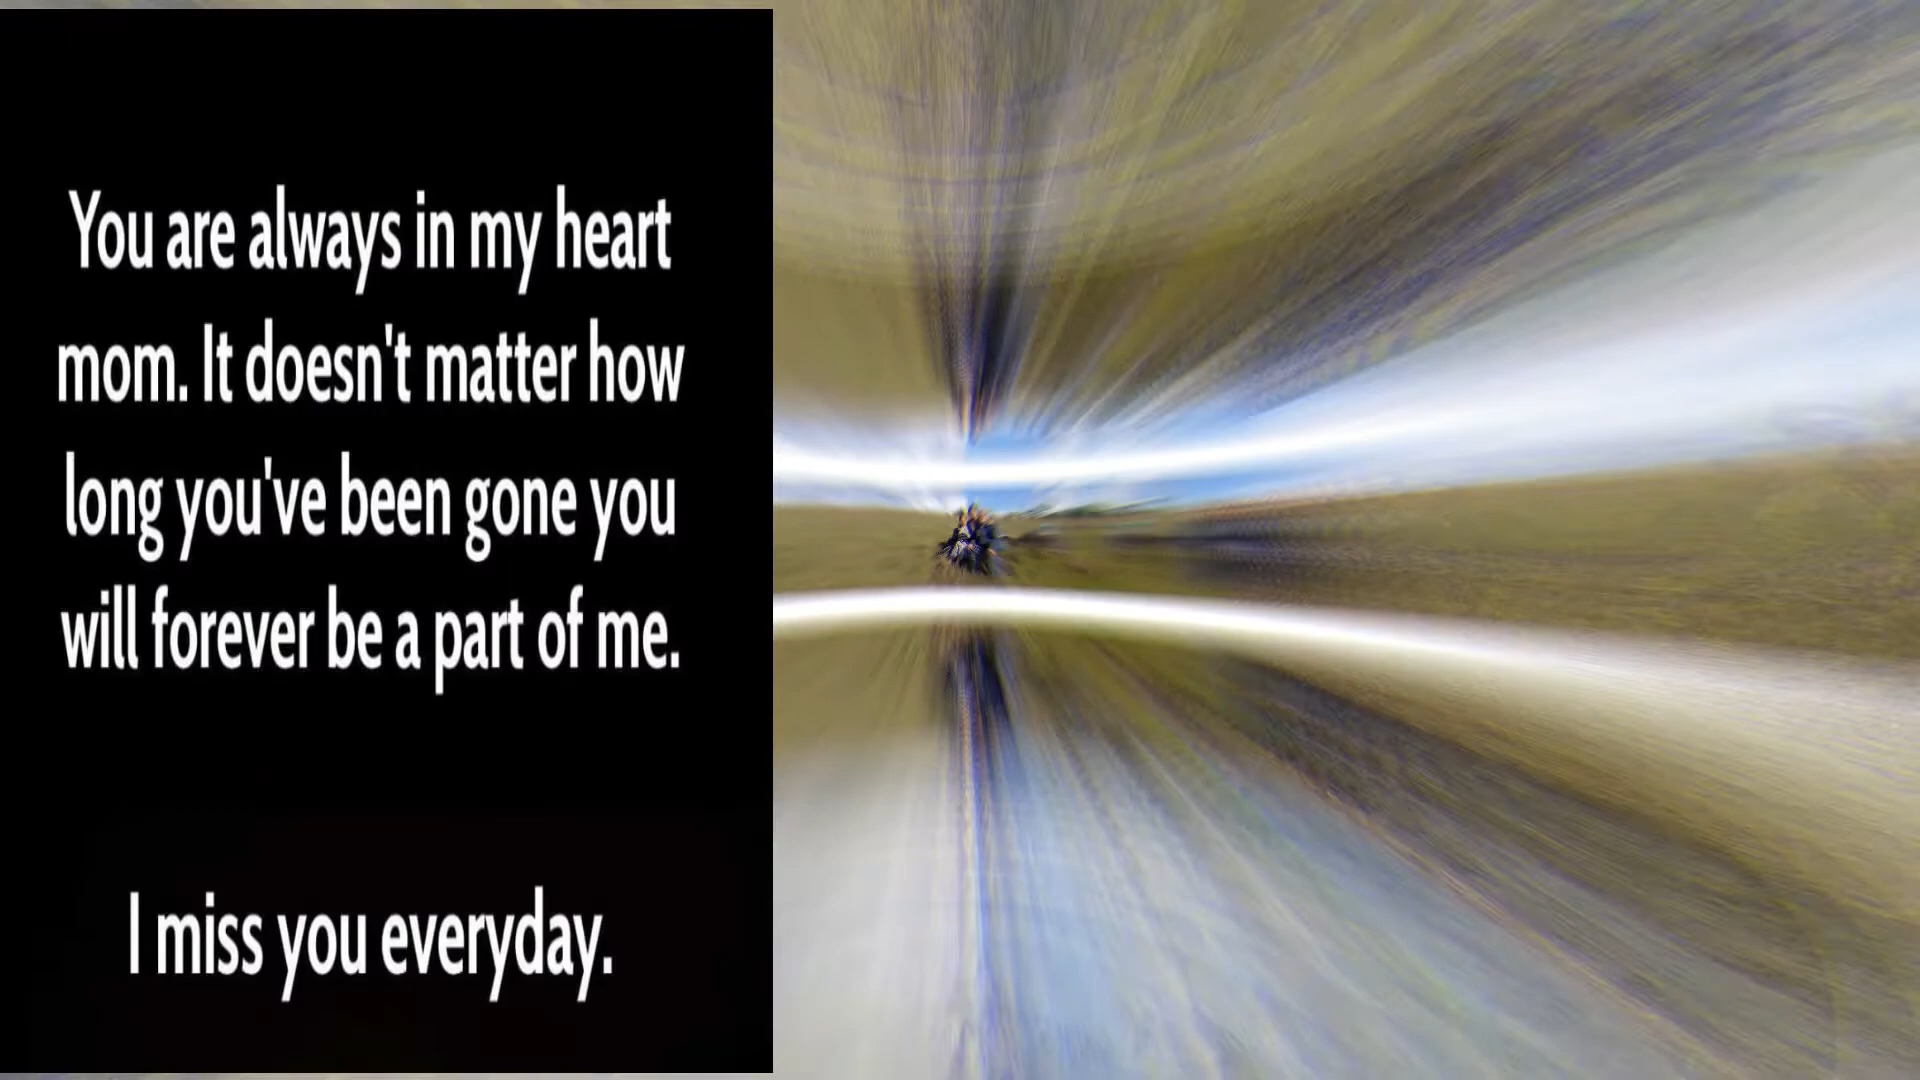 You are always in my heart
mom. It doesn't matter how
long you've been gone you
will forever be a part of me.
I miss you everyday.